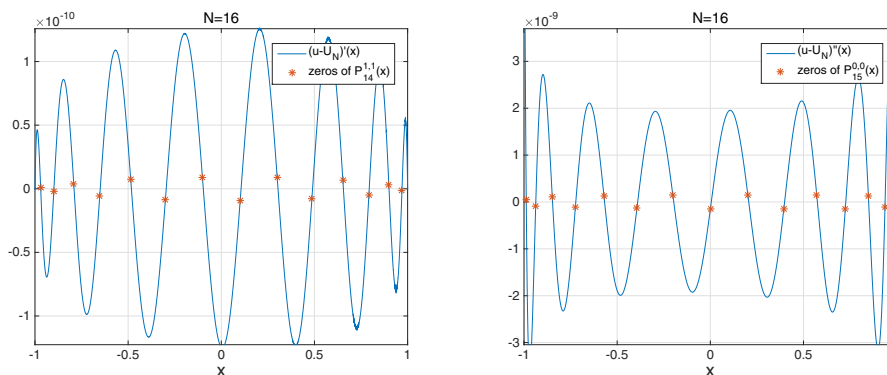 ×10⁻¹⁰
N=16
(u-U_N)'(x)
zeros of P_14^{1,1}(x)
1
0.5
0
-0.5
-1
-1
-0.5
0
0.5
1
x
×10⁻⁹
N=16
(u-U_N)''(x)
zeros of P_15^{0,0}(x)
3
2
1
0
-1
-2
-3
-1
-0.5
0
0.5
x